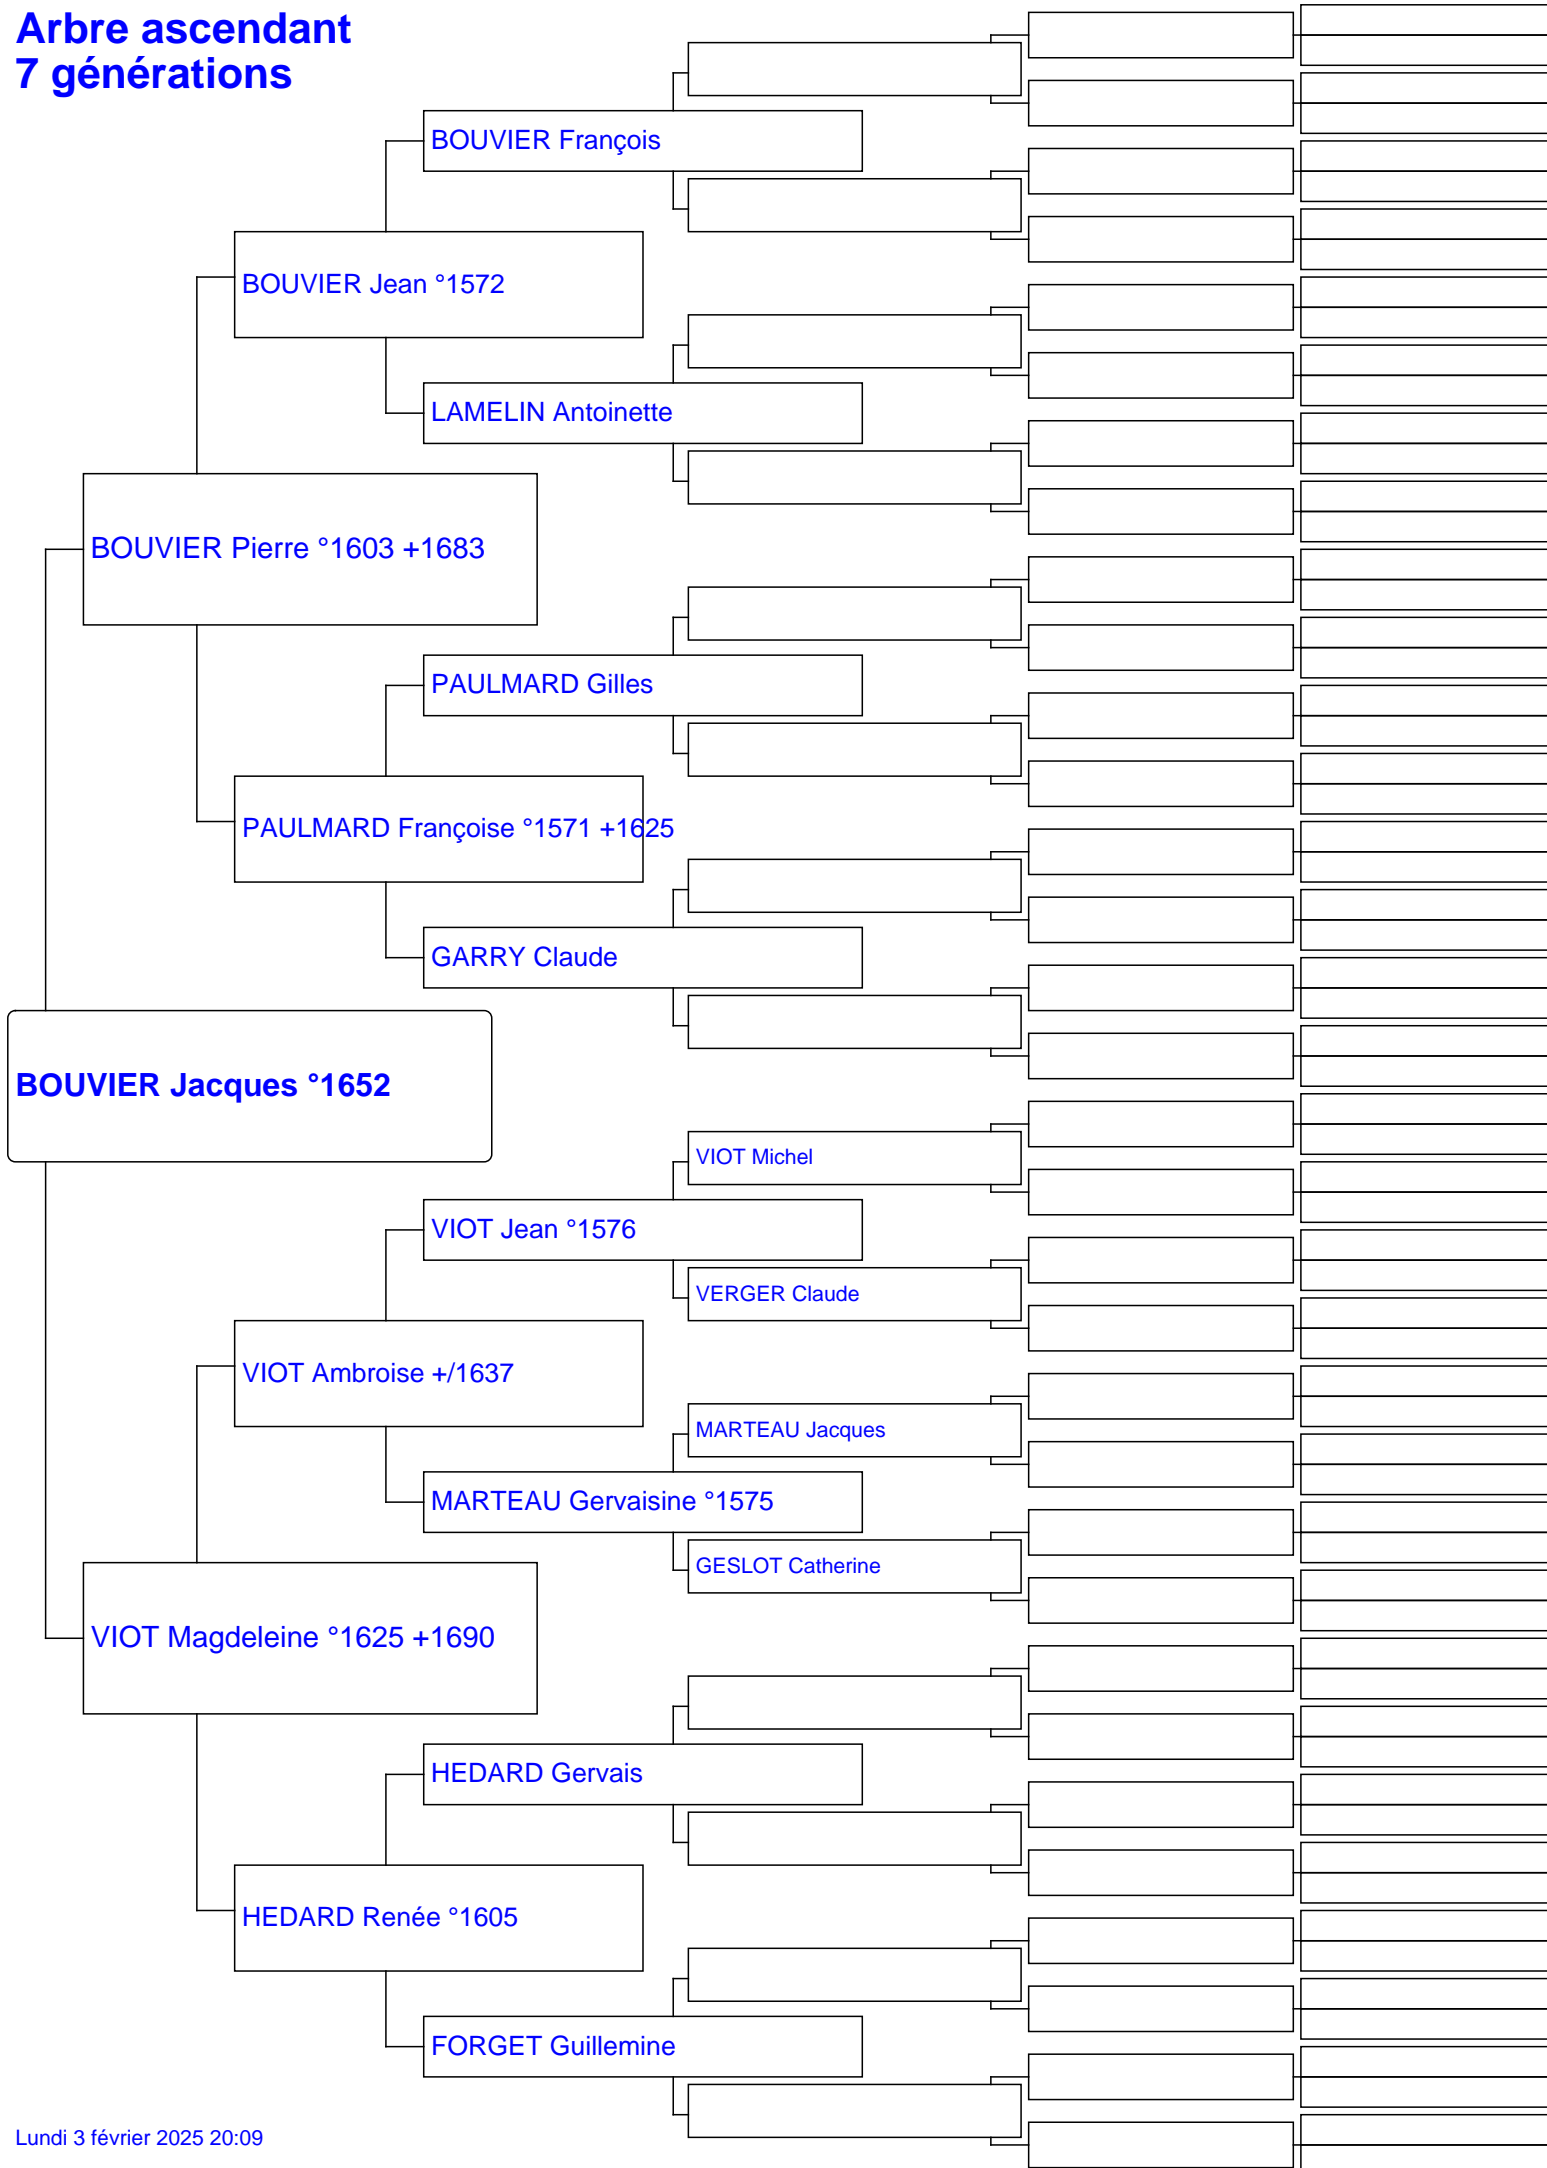 Arbre ascendant
7 générations
BOUVIER François
BOUVIER Jean °1572
LAMELIN Antoinette
BOUVIER Pierre °1603 +1683
PAULMARD Gilles
PAULMARD Françoise °1571 +1625
GARRY Claude
BOUVIER Jacques °1652
VIOT Michel
VIOT Jean °1576
VERGER Claude
VIOT Ambroise +/1637
MARTEAU Jacques
MARTEAU Gervaisine °1575
GESLOT Catherine
VIOT Magdeleine °1625 +1690
HEDARD Gervais
HEDARD Renée °1605
FORGET Guillemine
Lundi 3 février 2025 20:09